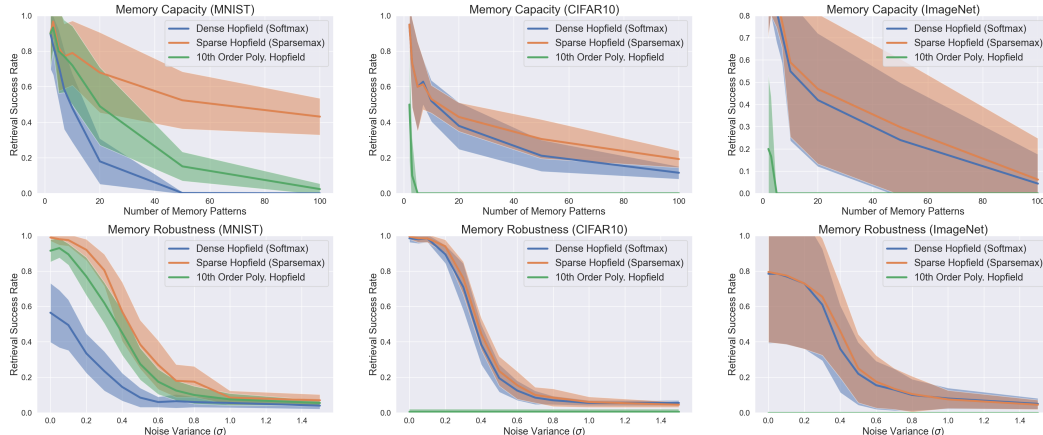 Memory Capacity (MNIST)
Retrieval Success Rate
1.0
0.8
0.6
0.4
0.2
0.0
0
20
40
60
80
100
Number of Memory Patterns
Dense Hopfield (Softmax)
Sparse Hopfield (Sparsemax)
10th Order Poly. Hopfield
Memory Capacity (CIFAR10)
Retrieval Success Rate
1.0
0.8
0.6
0.4
0.2
0.0
0
20
40
60
80
100
Number of Memory Patterns
Dense Hopfield (Softmax)
Sparse Hopfield (Sparsemax)
10th Order Poly. Hopfield
Memory Capacity (ImageNet)
Retrieval Success Rate
0.8
0.7
0.6
0.5
0.4
0.3
0.2
0.1
0.0
0
20
40
60
80
100
Number of Memory Patterns
Dense Hopfield (Softmax)
Sparse Hopfield (Sparsemax)
10th Order Poly. Hopfield
Memory Robustness (MNIST)
Retrieval Success Rate
1.0
0.8
0.6
0.4
0.2
0.0
0.0
0.2
0.4
0.6
0.8
1.0
1.2
1.4
Noise Variance (σ)
Dense Hopfield (Softmax)
Sparse Hopfield (Sparsemax)
10th Order Poly. Hopfield
Memory Robustness (CIFAR10)
Retrieval Success Rate
1.0
0.8
0.6
0.4
0.2
0.0
0.0
0.2
0.4
0.6
0.8
1.0
1.2
1.4
Noise Variance (σ)
Dense Hopfield (Softmax)
Sparse Hopfield (Sparsemax)
10th Order Poly. Hopfield
Memory Robustness (ImageNet)
Retrieval Success Rate
1.0
0.8
0.6
0.4
0.2
0.0
0.0
0.2
0.4
0.6
0.8
1.0
1.2
1.4
Noise Variance (σ)
Dense Hopfield (Softmax)
Sparse Hopfield (Sparsemax)
10th Order Poly. Hopfield